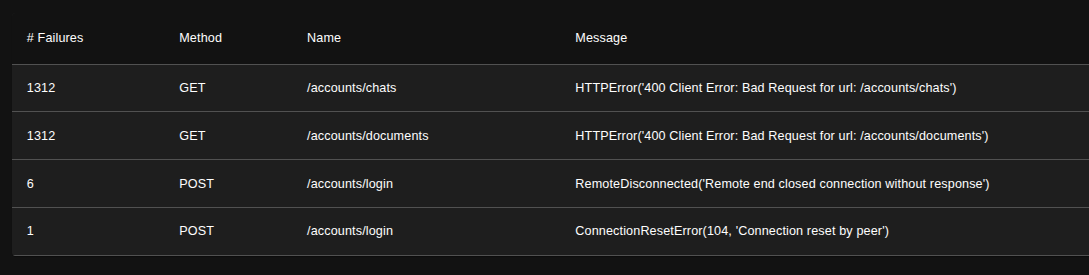 # Failures Method Name Message
1312 GET /accounts/chats HTTPError('400 Client Error: Bad Request for url: /accounts/chats')
1312 GET /accounts/documents HTTPError('400 Client Error: Bad Request for url: /accounts/documents')
6 POST /accounts/login RemoteDisconnected('Remote end closed connection without response')
1 POST /accounts/login ConnectionResetError(104, 'Connection reset by peer')